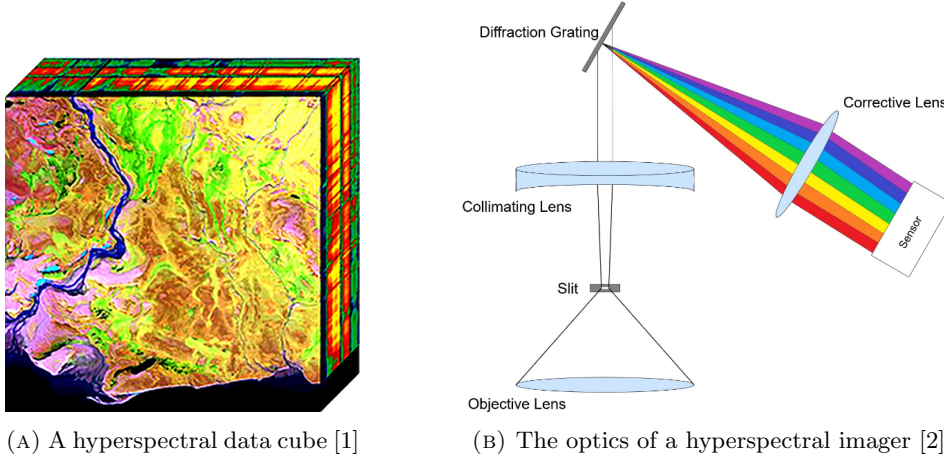 Diffraction Grating
Corrective Lens
Collimating Lens
Sensor
Slit
Objective Lens
(A) A hyperspectral data cube [1]
(B) The optics of a hyperspectral imager [2]